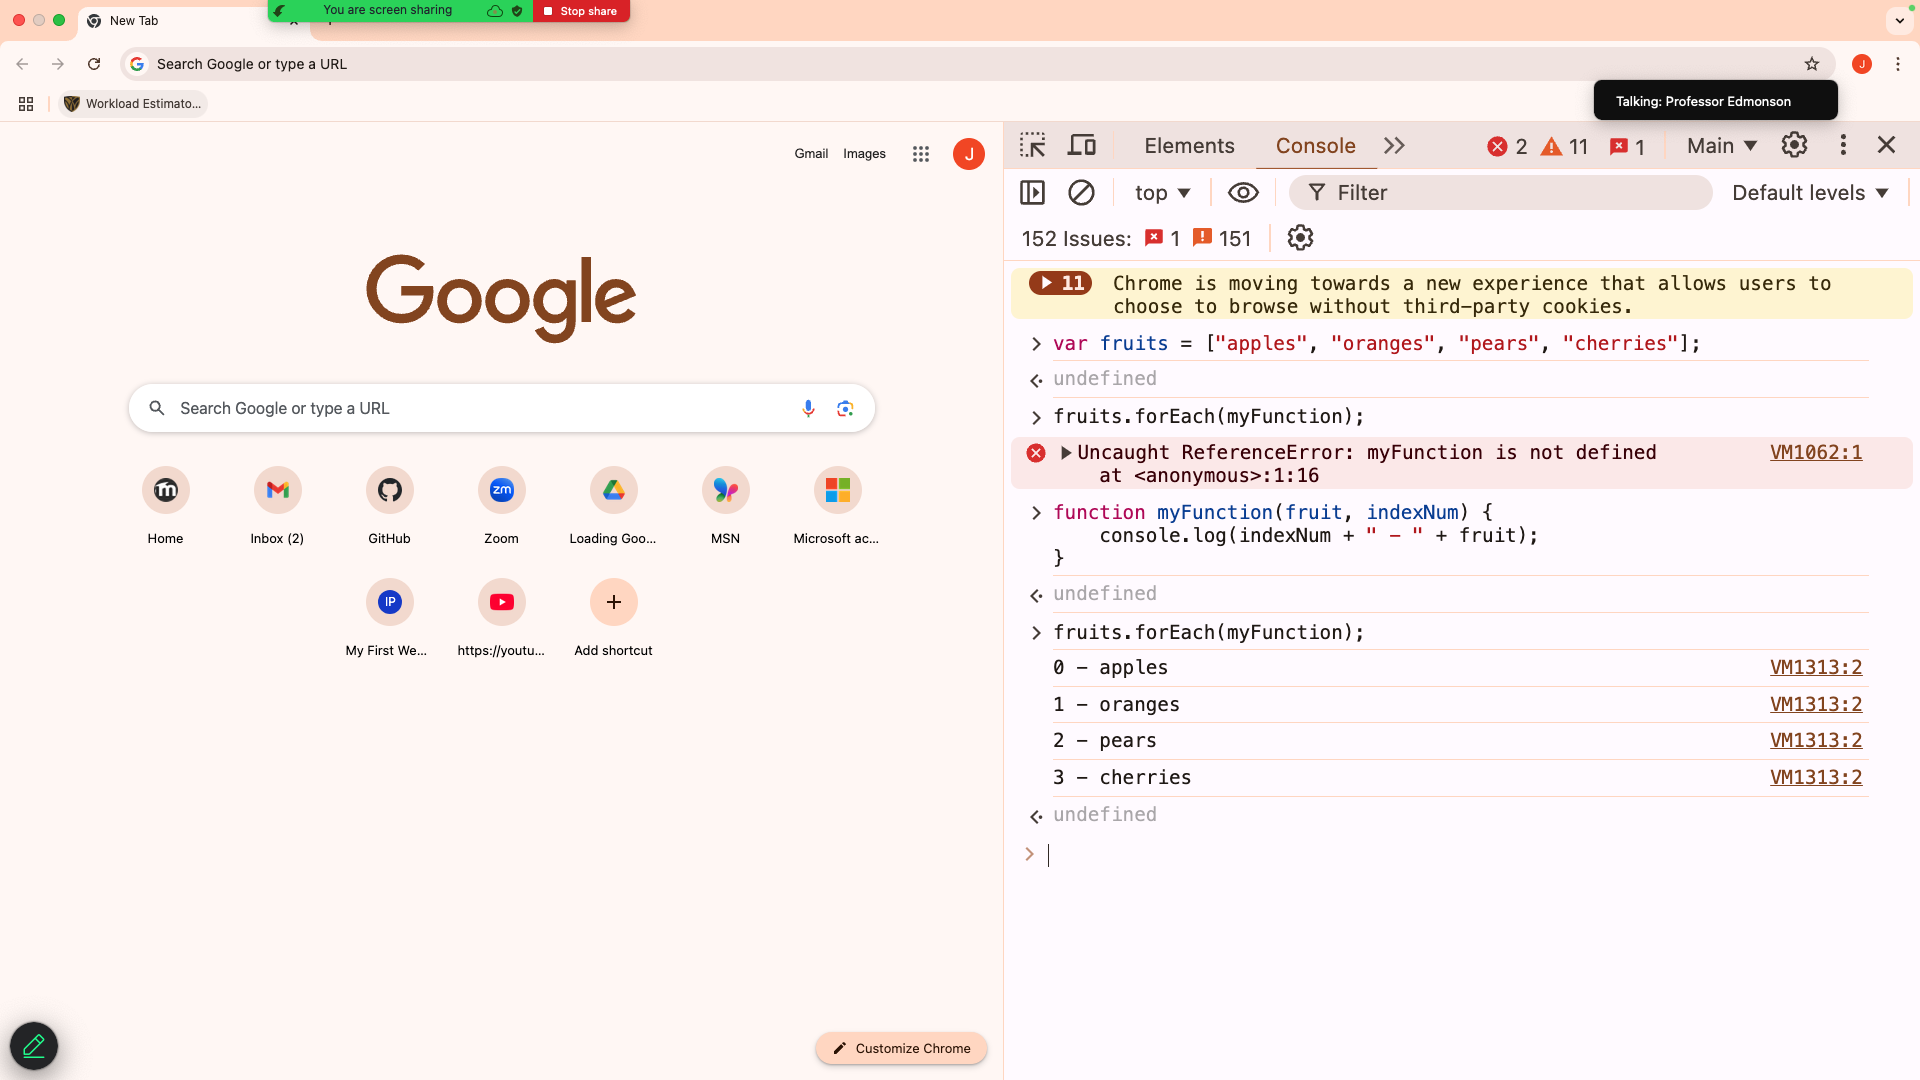 New Tab
You are screen sharing
Stop share
Search Google or type a URL
J
Workload Estimato...
Talking: Professor Edmonson
Gmail
Images
J
Google
Search Google or type a URL
Home
Inbox (2)
GitHub
zm
Zoom
Loading Goo...
MSN
Microsoft ac...
IP
My First We...
https://youtu...
Add shortcut
Customize Chrome
Elements
Console
2
11
1
Main
top
Filter
Default levels
152 Issues:
1
151
11
Chrome is moving towards a new experience that allows users to
choose to browse without third-party cookies.
var fruits = ["apples", "oranges", "pears", "cherries"];
undefined
fruits.forEach(myFunction);
Uncaught ReferenceError: myFunction is not defined
VM1062:1
at <anonymous>:1:16
function myFunction(fruit, indexNum) {
console.log(indexNum + " - " + fruit);
}
undefined
fruits.forEach(myFunction);
0 - apples
VM1313:2
1 - oranges
VM1313:2
2 - pears
VM1313:2
3 - cherries
VM1313:2
undefined